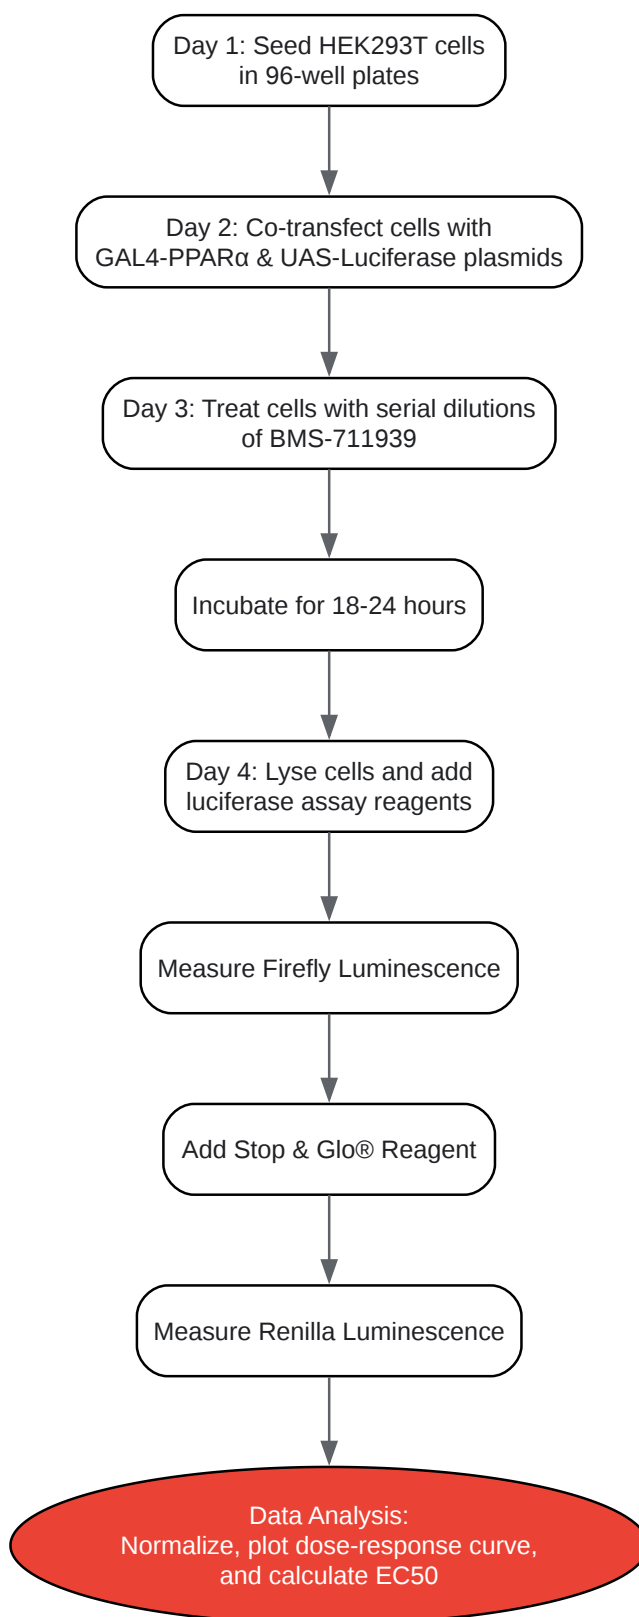 Day 1: Seed HEK293T cells
in 96-well plates
Day 2: Co-transfect cells with
GAL4-PPARα & UAS-Luciferase plasmids
Day 3: Treat cells with serial dilutions
of BMS-711939
Incubate for 18-24 hours
Day 4: Lyse cells and add
luciferase assay reagents
Measure Firefly Luminescence
Add Stop & Glo® Reagent
Measure Renilla Luminescence
Data Analysis:
Normalize, plot dose-response curve,
and calculate EC50